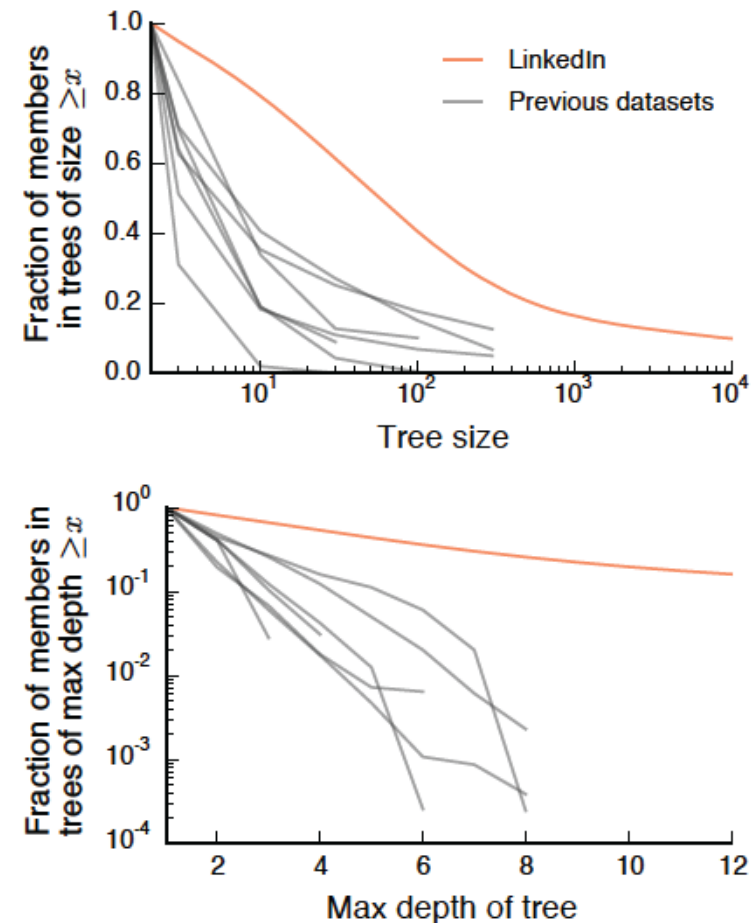 Fraction of members
in trees of size ≥x
1.0
0.8
0.6
0.4
0.2
0.0
LinkedIn
Previous datasets
10¹ 10² 10³ 10⁴
Tree size
Fraction of members in
trees of max depth ≥x
10⁰
10⁻¹
10⁻²
10⁻³
10⁻⁴
2 4 6 8 10 12
Max depth of tree